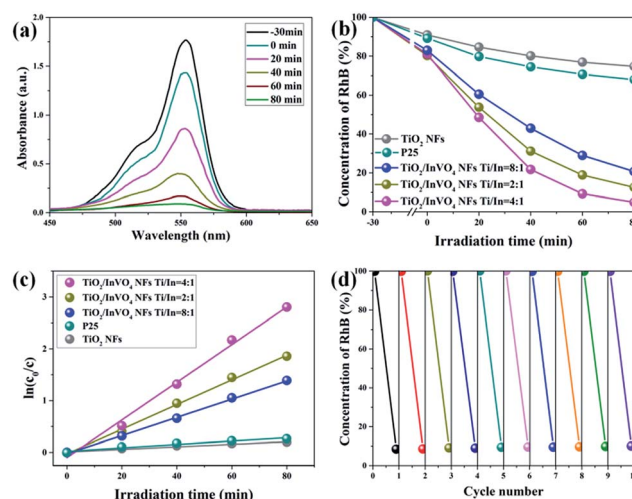 (a)
-30 min
0 min
20 min
40 min
60 min
80 min
Absorbance (a.u.)
2.0
1.5
1.0
0.5
0.0
450 500 550 600 650
Wavelength (nm)
(b)
Concentration of RhB (%)
100
80
60
40
20
0
TiO₂ NFs
P25
TiO₂/InVO₄ NFs Ti/In=8:1
TiO₂/InVO₄ NFs Ti/In=2:1
TiO₂/InVO₄ NFs Ti/In=4:1
-30 0 20 40 60
Irradiation time (min)
(c)
TiO₂/InVO₄ NFs Ti/In=4:1
TiO₂/InVO₄ NFs Ti/In=2:1
TiO₂/InVO₄ NFs Ti/In=8:1
P25
TiO₂ NFs
ln(c₀/c)
3
2
1
0
0 20 40 60 80
Irradiation time (min)
(d)
Concentration of RhB (%)
100
80
60
40
20
0
0 1 2 3 4 5 6 7 8 9
Cycle number